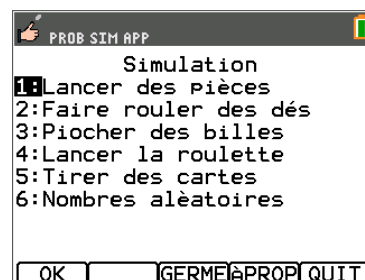 PROB SIM APP
Simulation
1:Lancer des pièces
2:Faire rouler des dés
3:Piocher des billes
4:Lancer la roulette
5:Tirer des cartes
6:Nombres alèatoires
OK GERME àPROP QUIT